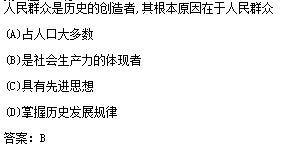 人民群众是历史的创造者,其根本原因在于人民群众
(A)占人口大多数
(B)是社会生产力的体现者
(C)具有先进思想
(D)掌握历史发展规律
答案：B